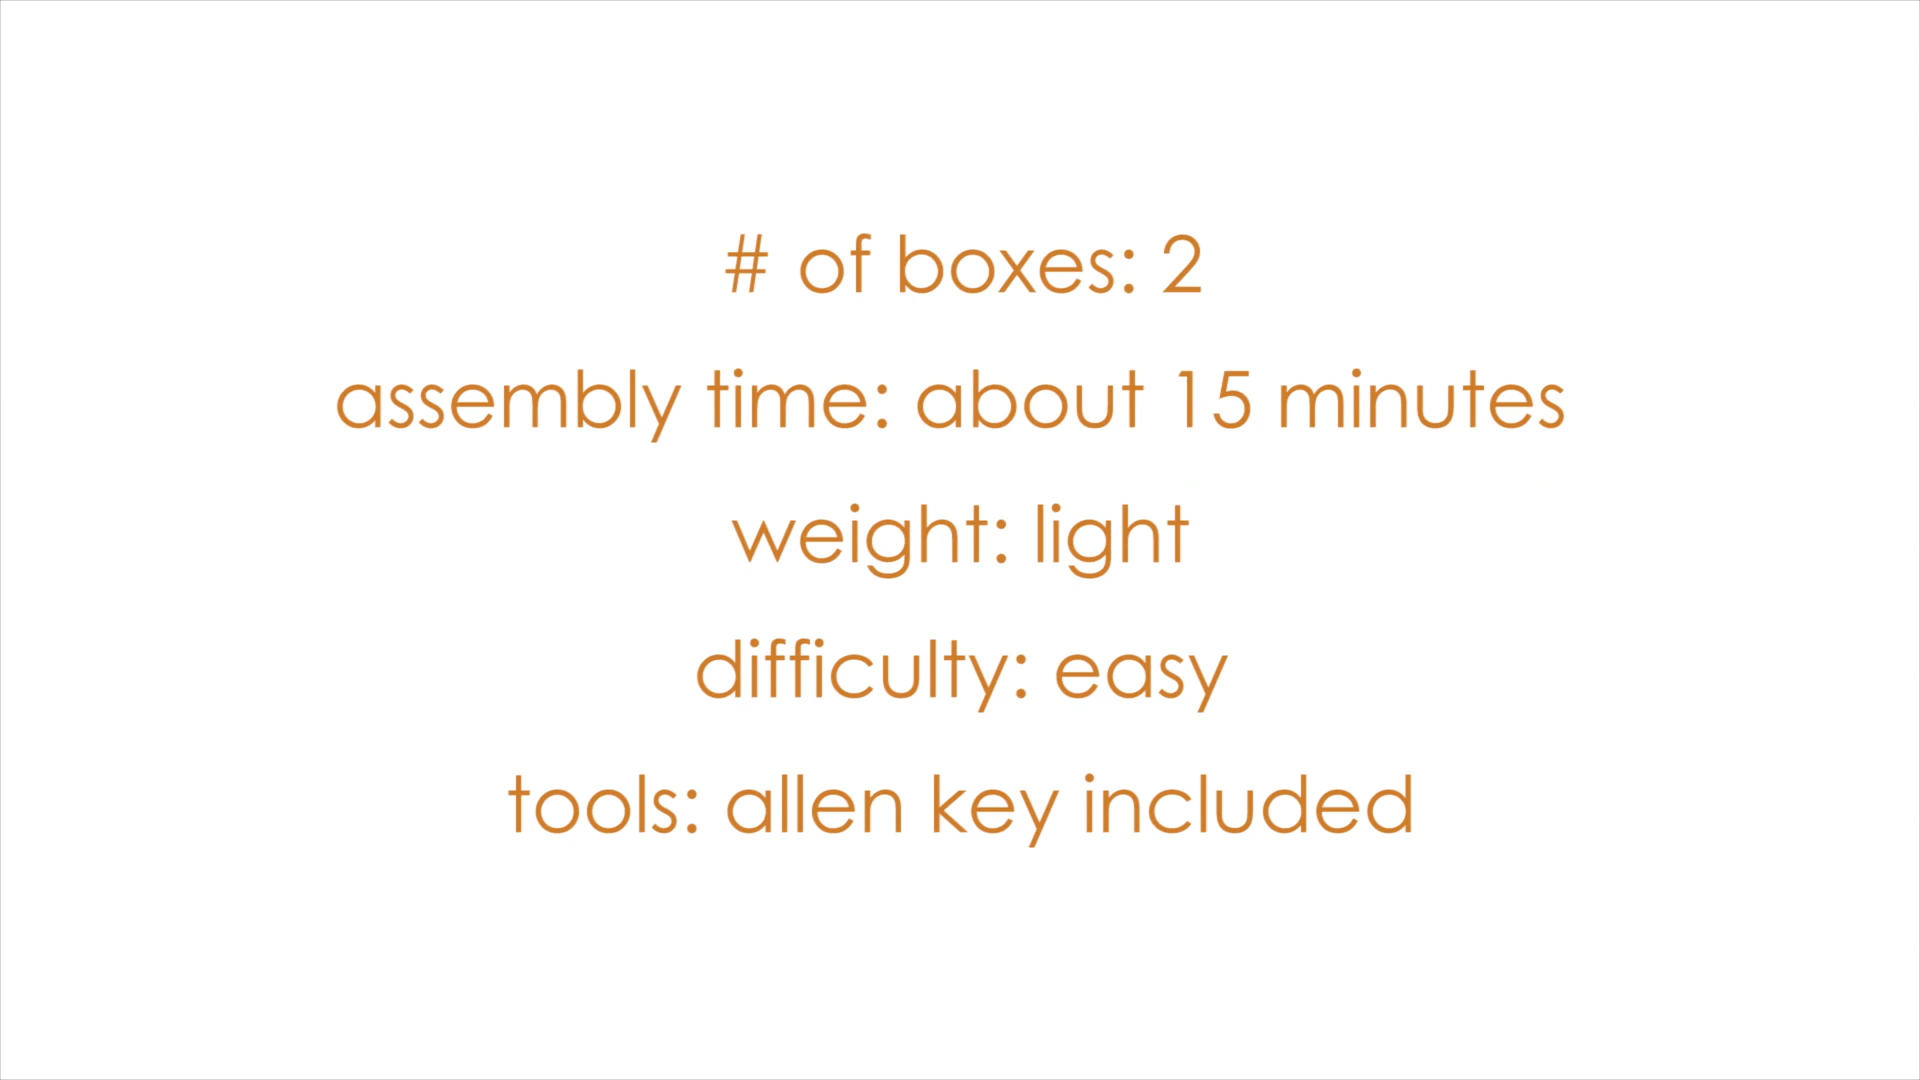 # of boxes: 2
assembly time: about 15 minutes
weight: light
difficulty: easy
tools: allen key included